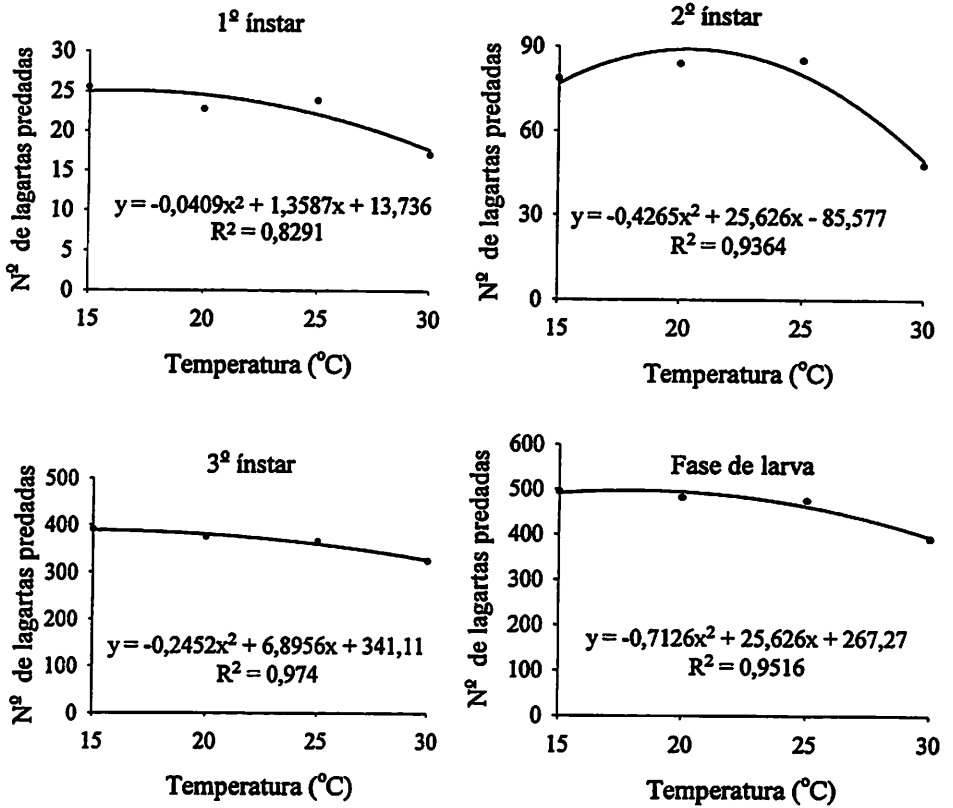 1º ínstar
Nº de lagartas predadas
30
25
20
15
10
5
0
y = -0,0409x² + 1,3587x + 13,736
R² = 0,8291
15 20 25 30
Temperatura (°C)
2º ínstar
Nº de lagartas predadas
90
60
30
0
y = -0,4265x² + 25,626x - 85,577
R² = 0,9364
15 20 25 30
Temperatura (°C)
3º ínstar
Nº de lagartas predadas
500
400
300
200
100
0
y = -0,2452x² + 6,8956x + 341,11
R² = 0,974
15 20 25 30
Temperatura (°C)
Fase de larva
Nº de lagartas predadas
600
500
400
300
200
100
0
y = -0,7126x² + 25,626x + 267,27
R² = 0,9516
15 20 25 30
Temperatura (°C)